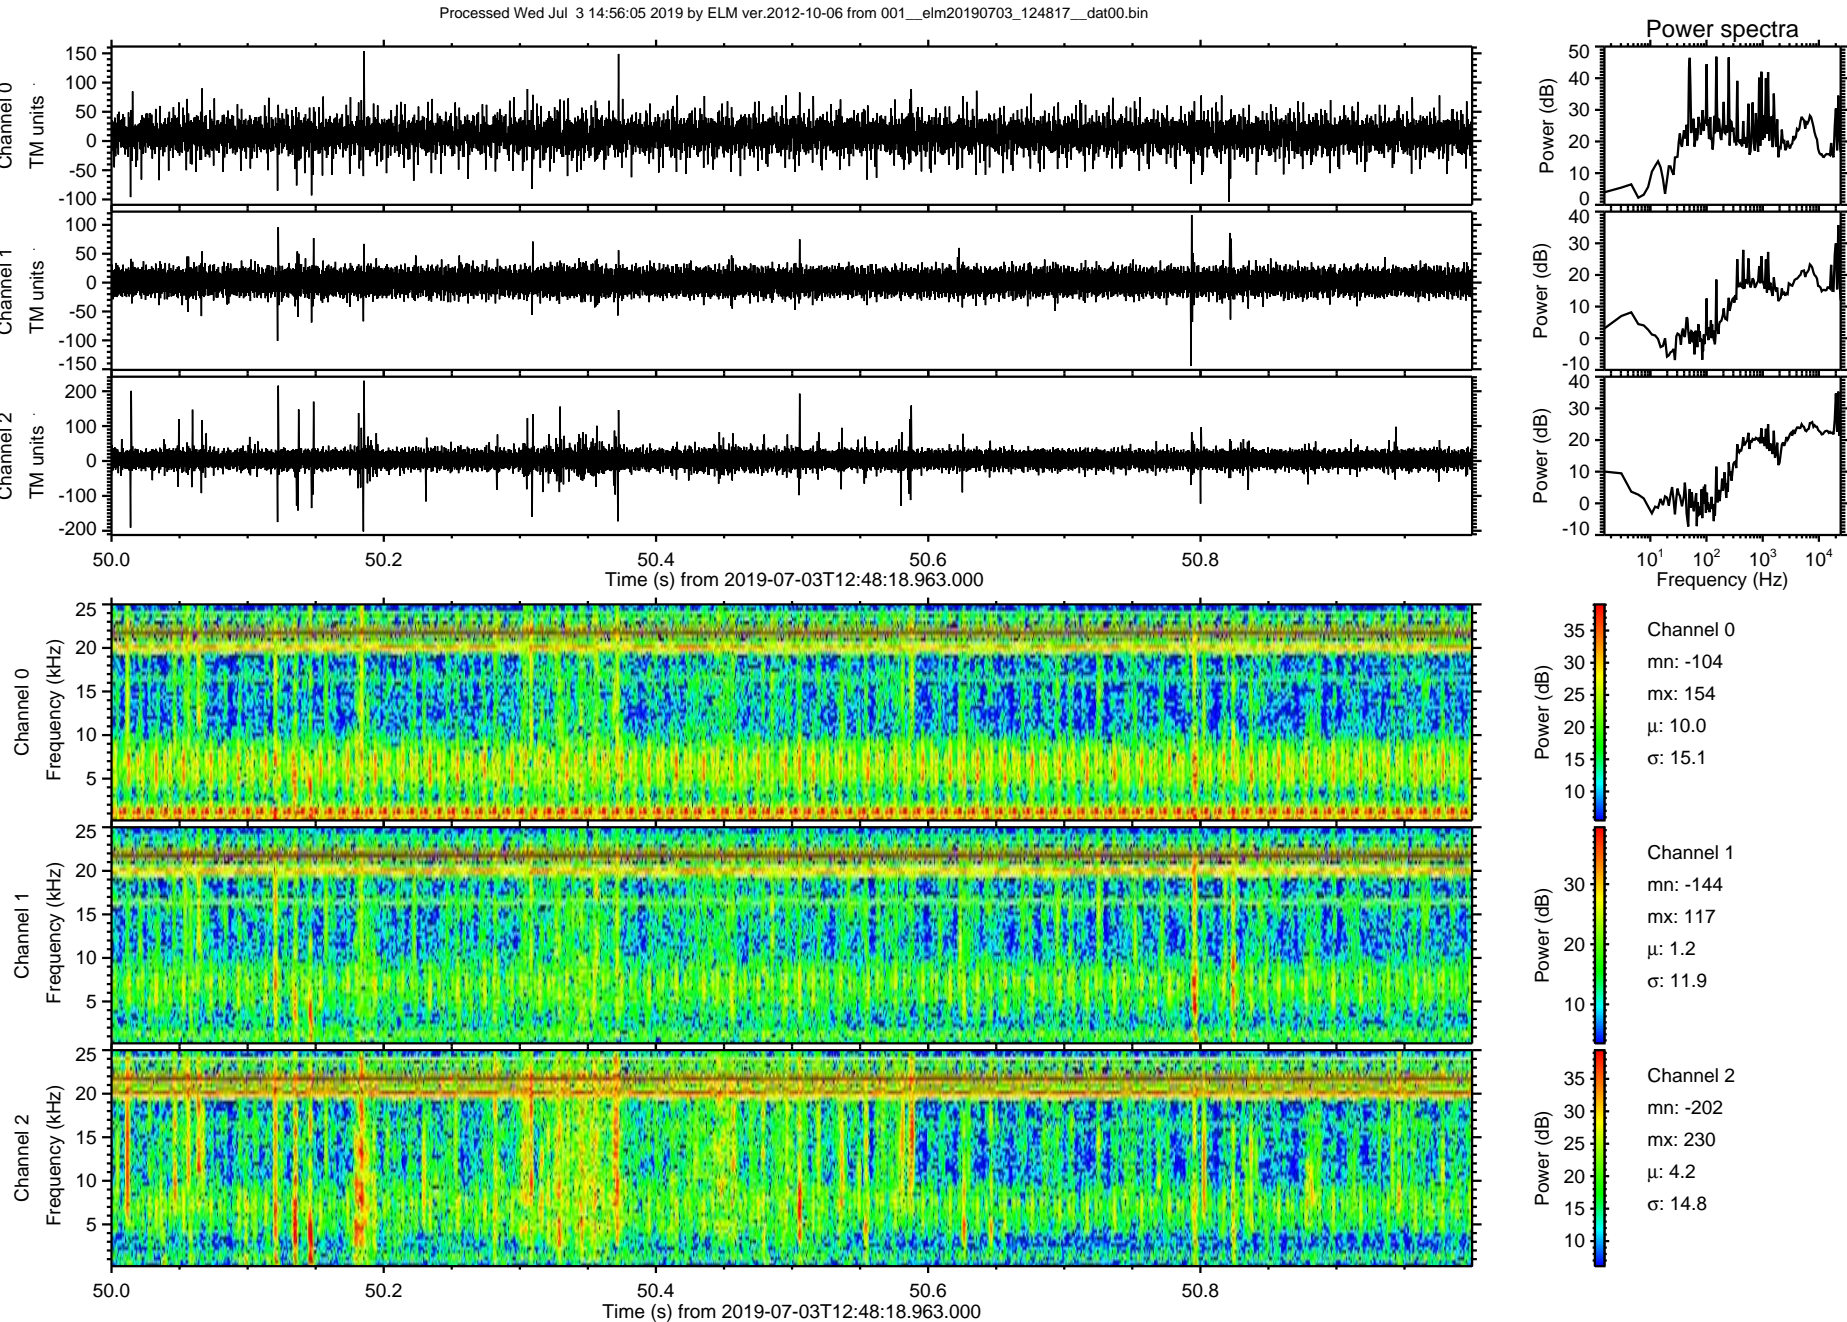 Processed Wed Jul  3 14:56:05 2019 by ELM ver.2012-10-06 from 001__elm20190703_124817__dat00.bin
Power spectra
Channel 0
TM units
150
100
50
0
-50
-100
Power (dB)
50
40
30
20
10
0
Channel 1
TM units
100
50
0
-50
-100
-150
Power (dB)
40
30
20
10
0
-10
Channel 2
TM units
200
100
0
-100
-200
Power (dB)
40
30
20
10
0
-10
50.0 50.2 50.4 50.6 50.8
Time (s) from 2019-07-03T12:48:18.963.000
10^1 10^2 10^3 10^4
Frequency (Hz)
Channel 0
Frequency (kHz)
25
20
15
10
5
Power (dB)
35
30
25
20
15
10
Channel 0
mn: -104
mx: 154
μ: 10.0
σ: 15.1
Channel 1
Frequency (kHz)
25
20
15
10
5
Power (dB)
30
20
10
Channel 1
mn: -144
mx: 117
μ: 1.2
σ: 11.9
Channel 2
Frequency (kHz)
25
20
15
10
5
Power (dB)
35
30
25
20
15
10
Channel 2
mn: -202
mx: 230
μ: 4.2
σ: 14.8
50.0 50.2 50.4 50.6 50.8
Time (s) from 2019-07-03T12:48:18.963.000